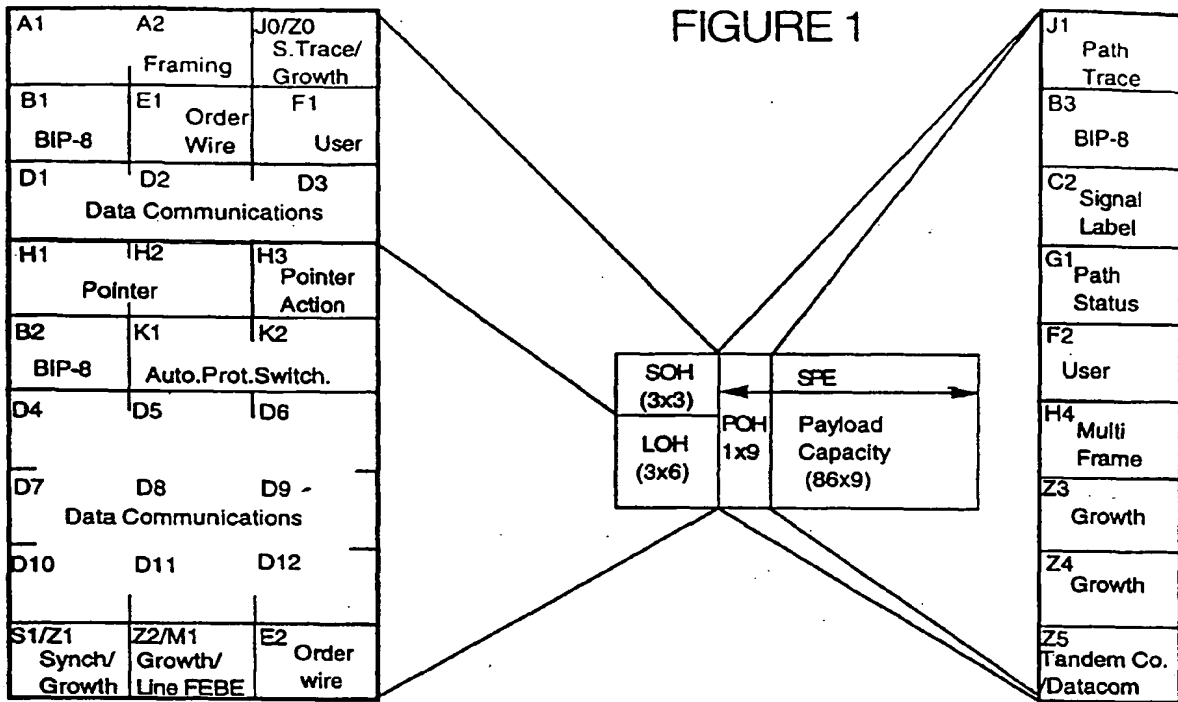 FIGURE 1
A1 A2 J0/Z0
Framing
S.Trace/
Growth
B1 E1 F1
BIP-8
Order
Wire
User
D1 D2 D3
Data Communications
H1 H2 H3
Pointer
Pointer
Action
B2 K1 K2
BIP-8 Auto.Prot.Switch.
D4 D5 D6
D7 D8 D9
Data Communications
D10 D11 D12
S1/Z1 Z2/M1 E2
Synch/
Growth
Growth/
Line FEBE
Order
wire
SOH
(3x3)
LOH
(3x6)
SPE
POH
1x9
Payload
Capacity
(86x9)
J1
Path
Trace
B3
BIP-8
C2
Signal
Label
G1
Path
Status
F2
User
H4
Multi
Frame
Z3
Growth
Z4
Growth
Z5
Tandem Co.
/Datacom